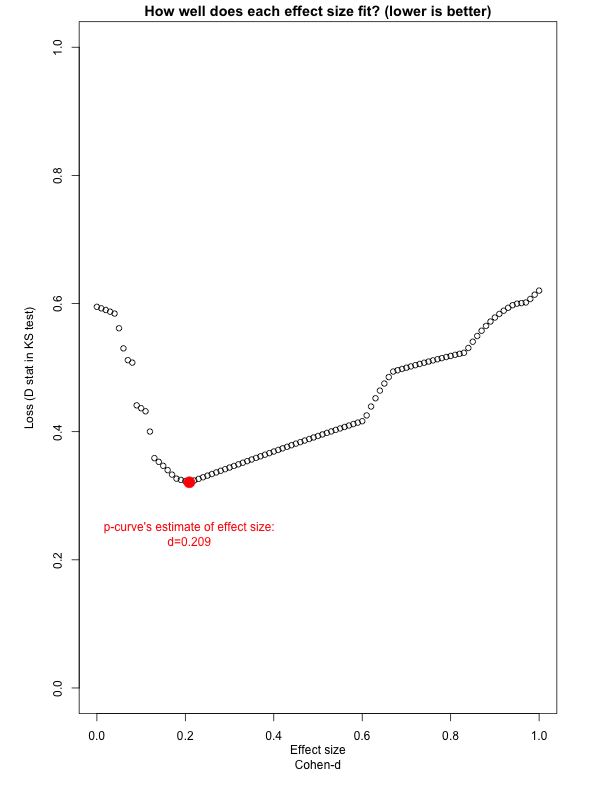 How well does each effect size fit? (lower is better)
1.0
0.8
0.6
0.4
0.2
0.0
Loss (D stat in KS test)
p-curve's estimate of effect size:
d=0.209
0.0 0.2 0.4 0.6 0.8 1.0
Effect size
Cohen-d